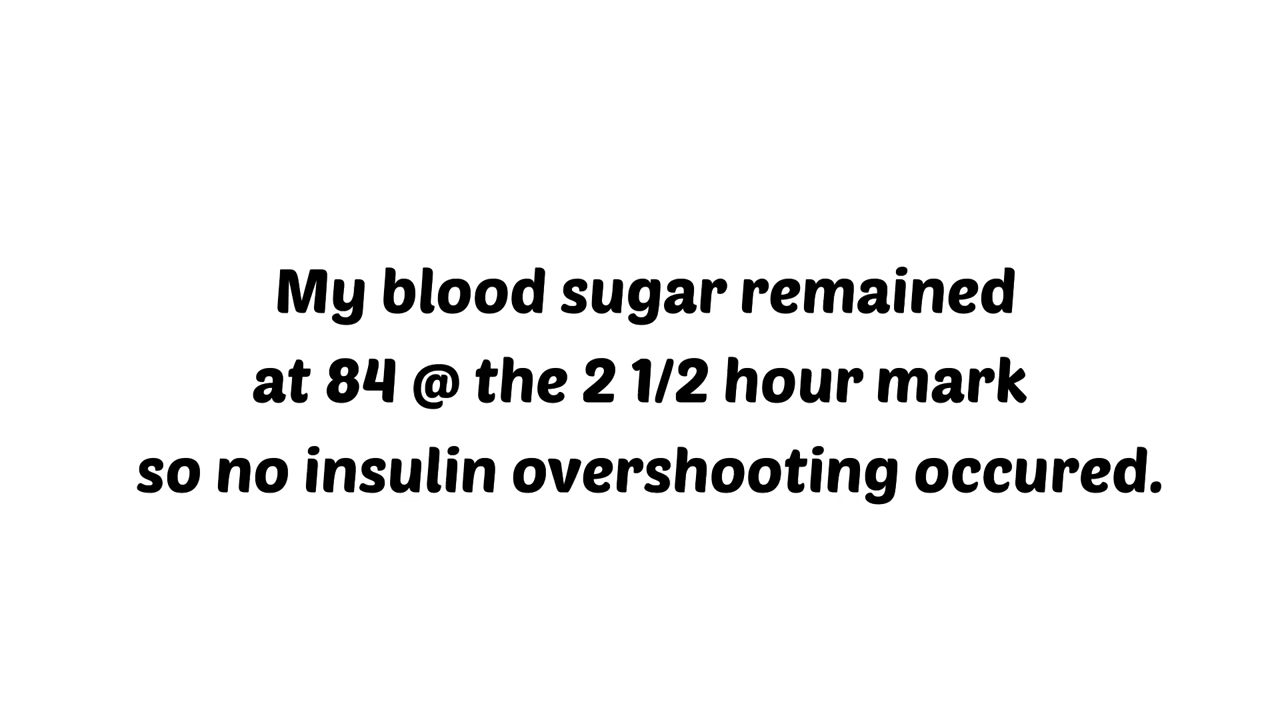 My blood sugar remained
at 84 @ the 2 1/2 hour mark
so no insulin overshooting occured.